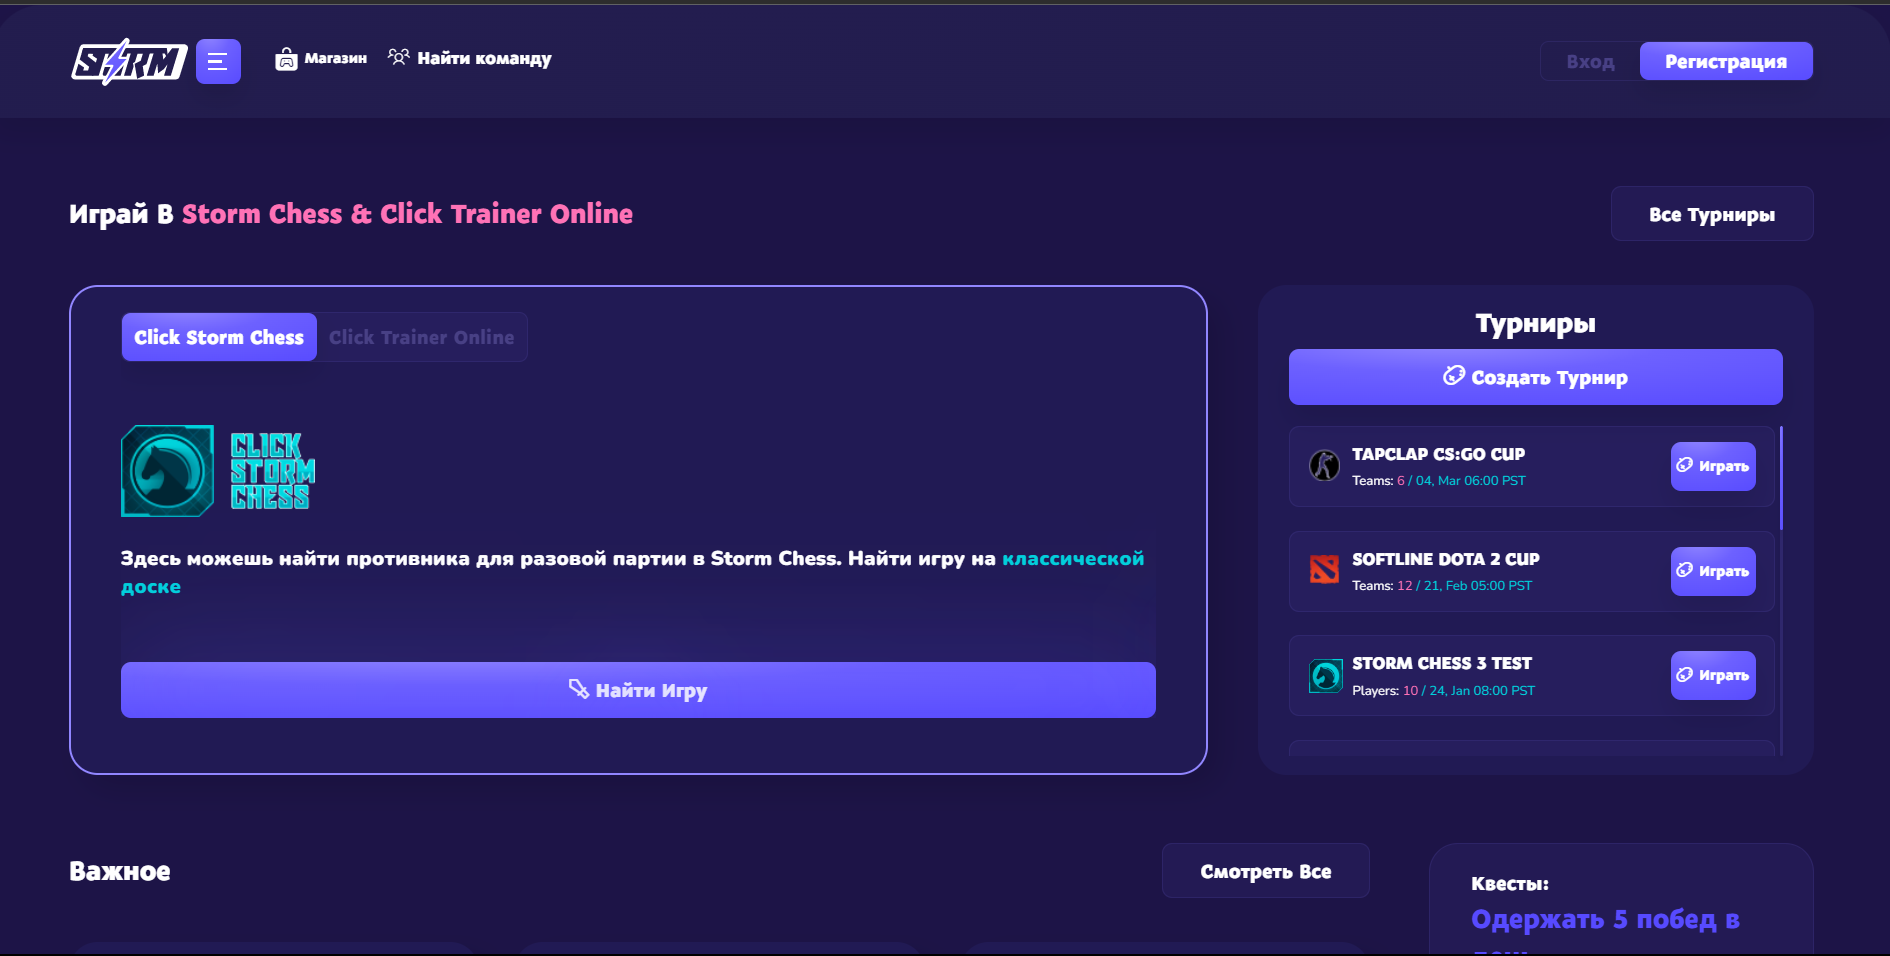 STORM
Магазин
Найти команду
Вход
Регистрация
Играй В Storm Chess & Click Trainer Online
Все Турниры
Click Storm Chess
Click Trainer Online
CLICK
STORM
CHESS
Здесь можешь найти противника для разовой партии в Storm Chess. Найти игру на классической
доске
Найти Игру
Турниры
Создать Турнир
TAPCLAP CS:GO CUP
Teams: 6 / 04, Mar 06:00 PST
Играть
SOFTLINE DOTA 2 CUP
Teams: 12 / 21, Feb 05:00 PST
Играть
STORM CHESS 3 TEST
Players: 10 / 24, Jan 08:00 PST
Играть
Важное
Смотреть Все
Квесты:
Одержать 5 побед в